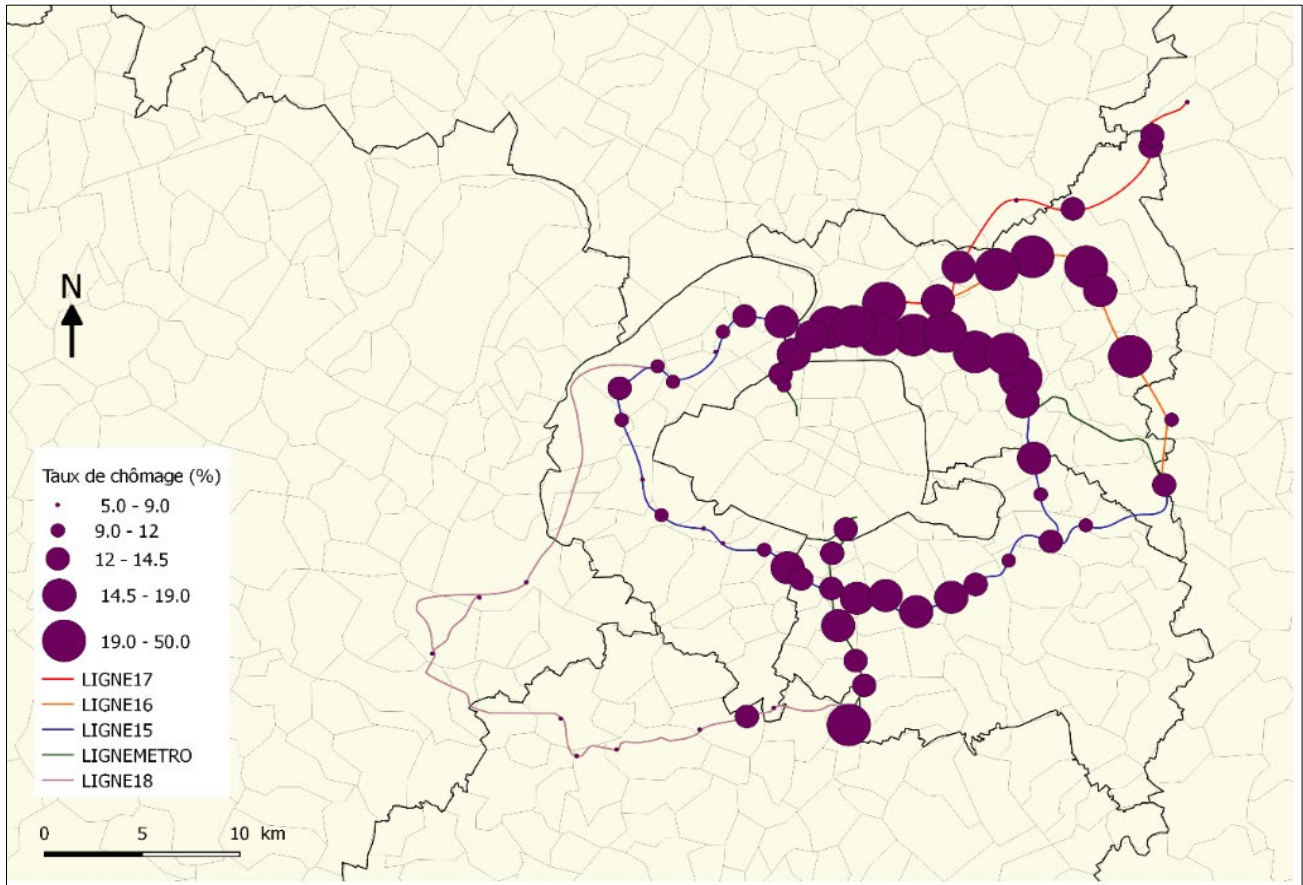 N
Taux de chômage (%)
5.0 - 9.0
9.0 - 12
12 - 14.5
14.5 - 19.0
19.0 - 50.0
LIGNE17
LIGNE16
LIGNE15
LIGNEMETRO
LIGNE18
0 5 10 km